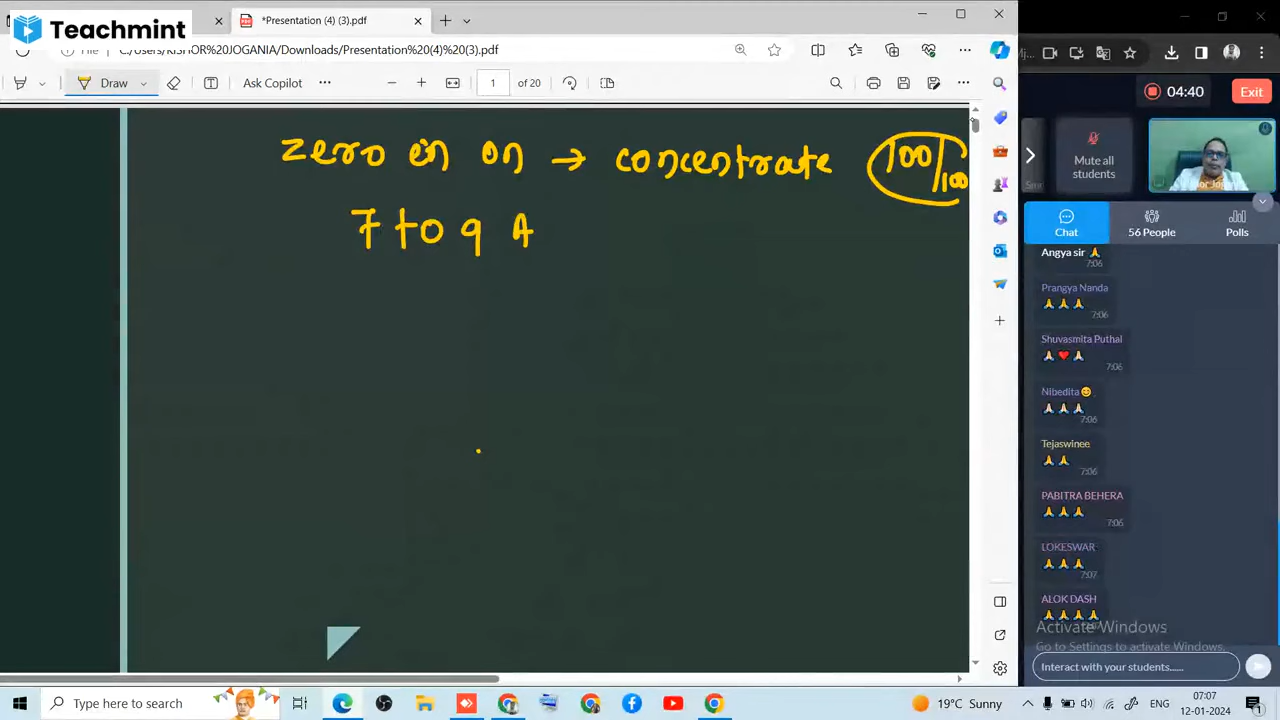 Teachmint
*Presentation (4) (3).pdf
File
C:/Users/KISHOR%20JOGANIA/Downloads/Presentation%20(4)%20(3).pdf
Draw
Ask Copilot
1 of 20
04:40
Exit
zero in on → concentrate 100/100
7 to 9 A
Mute all students
Chat
56 People
Polls
Angya sir 🙏
7:06
Prangya Nanda
🙏🙏🙏
7:06
Shuvasmita Puthal
🙏❤️🙏
7:06
Nibedita😊
🙏🙏🙏
7:06
Tejaswinee
🙏🙏
7:06
PABITRA BEHERA
🙏🙏🙏
7:06
LOKESWAR
🙏🙏🙏
7:07
ALOK DASH
🙏🙏🙏🙏
Activate Windows
Go to Settings to activate Windows.
Interact with your students......
Type here to search
19°C Sunny
07:07
12-01-2024